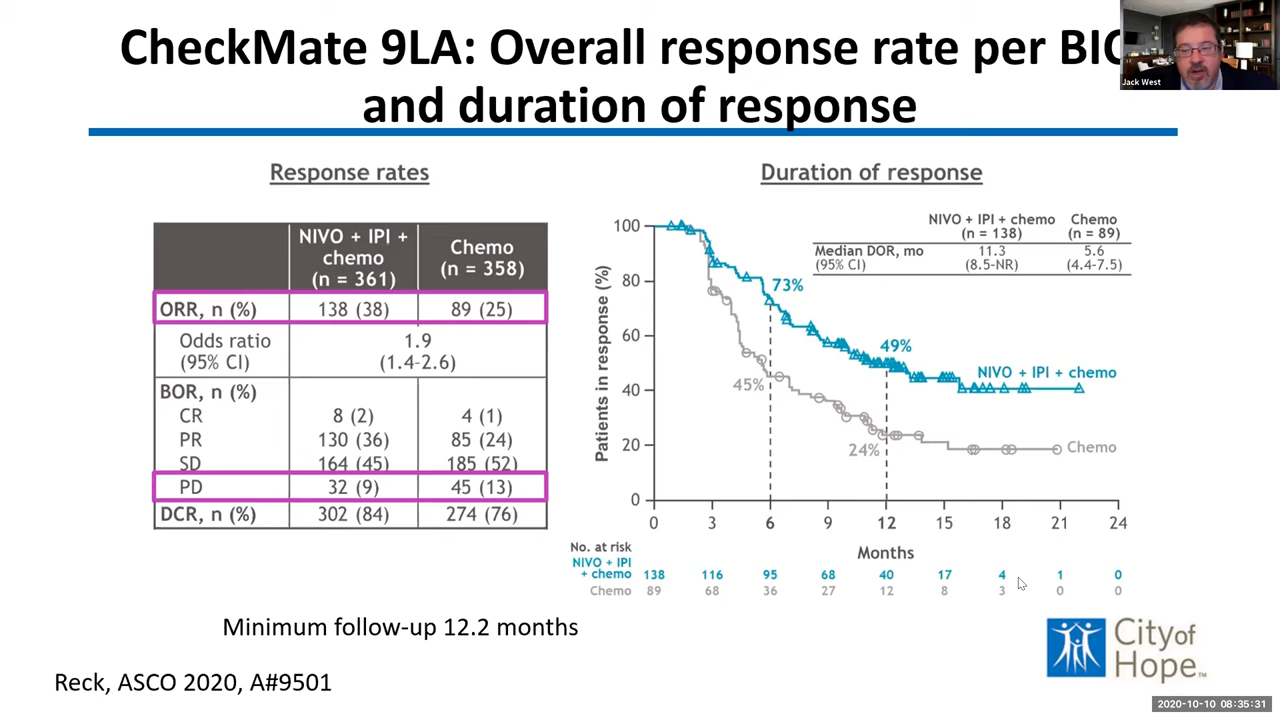 CheckMate 9LA: Overall response rate per BIC
and duration of response
Jack West
Response rates
NIVO + IPI + chemo (n = 361) Chemo (n = 358)
ORR, n (%) 138 (38) 89 (25)
Odds ratio 1.9
(95% CI) (1.4–2.6)
BOR, n (%)
CR 8 (2) 4 (1)
PR 130 (36) 85 (24)
SD 164 (45) 185 (52)
PD 32 (9) 45 (13)
DCR, n (%) 302 (84) 274 (76)
Duration of response
NIVO + IPI + chemo Chemo
(n = 138) (n = 89)
Median DOR, mo 11.3 5.6
(95% CI) (8.5-NR) (4.4-7.5)
Patients in response (%)
100
80
60
40
20
0
73%
49%
45%
24%
NIVO + IPI + chemo
Chemo
0 3 6 9 12 15 18 21 24
Months
No. at risk
NIVO + IPI
+ chemo 138 116 95 68 40 17 4 1 0
Chemo 89 68 36 27 12 8 3 0 0
Minimum follow-up 12.2 months
Reck, ASCO 2020, A#9501
City of
Hope™
2020-10-10 08:35:31